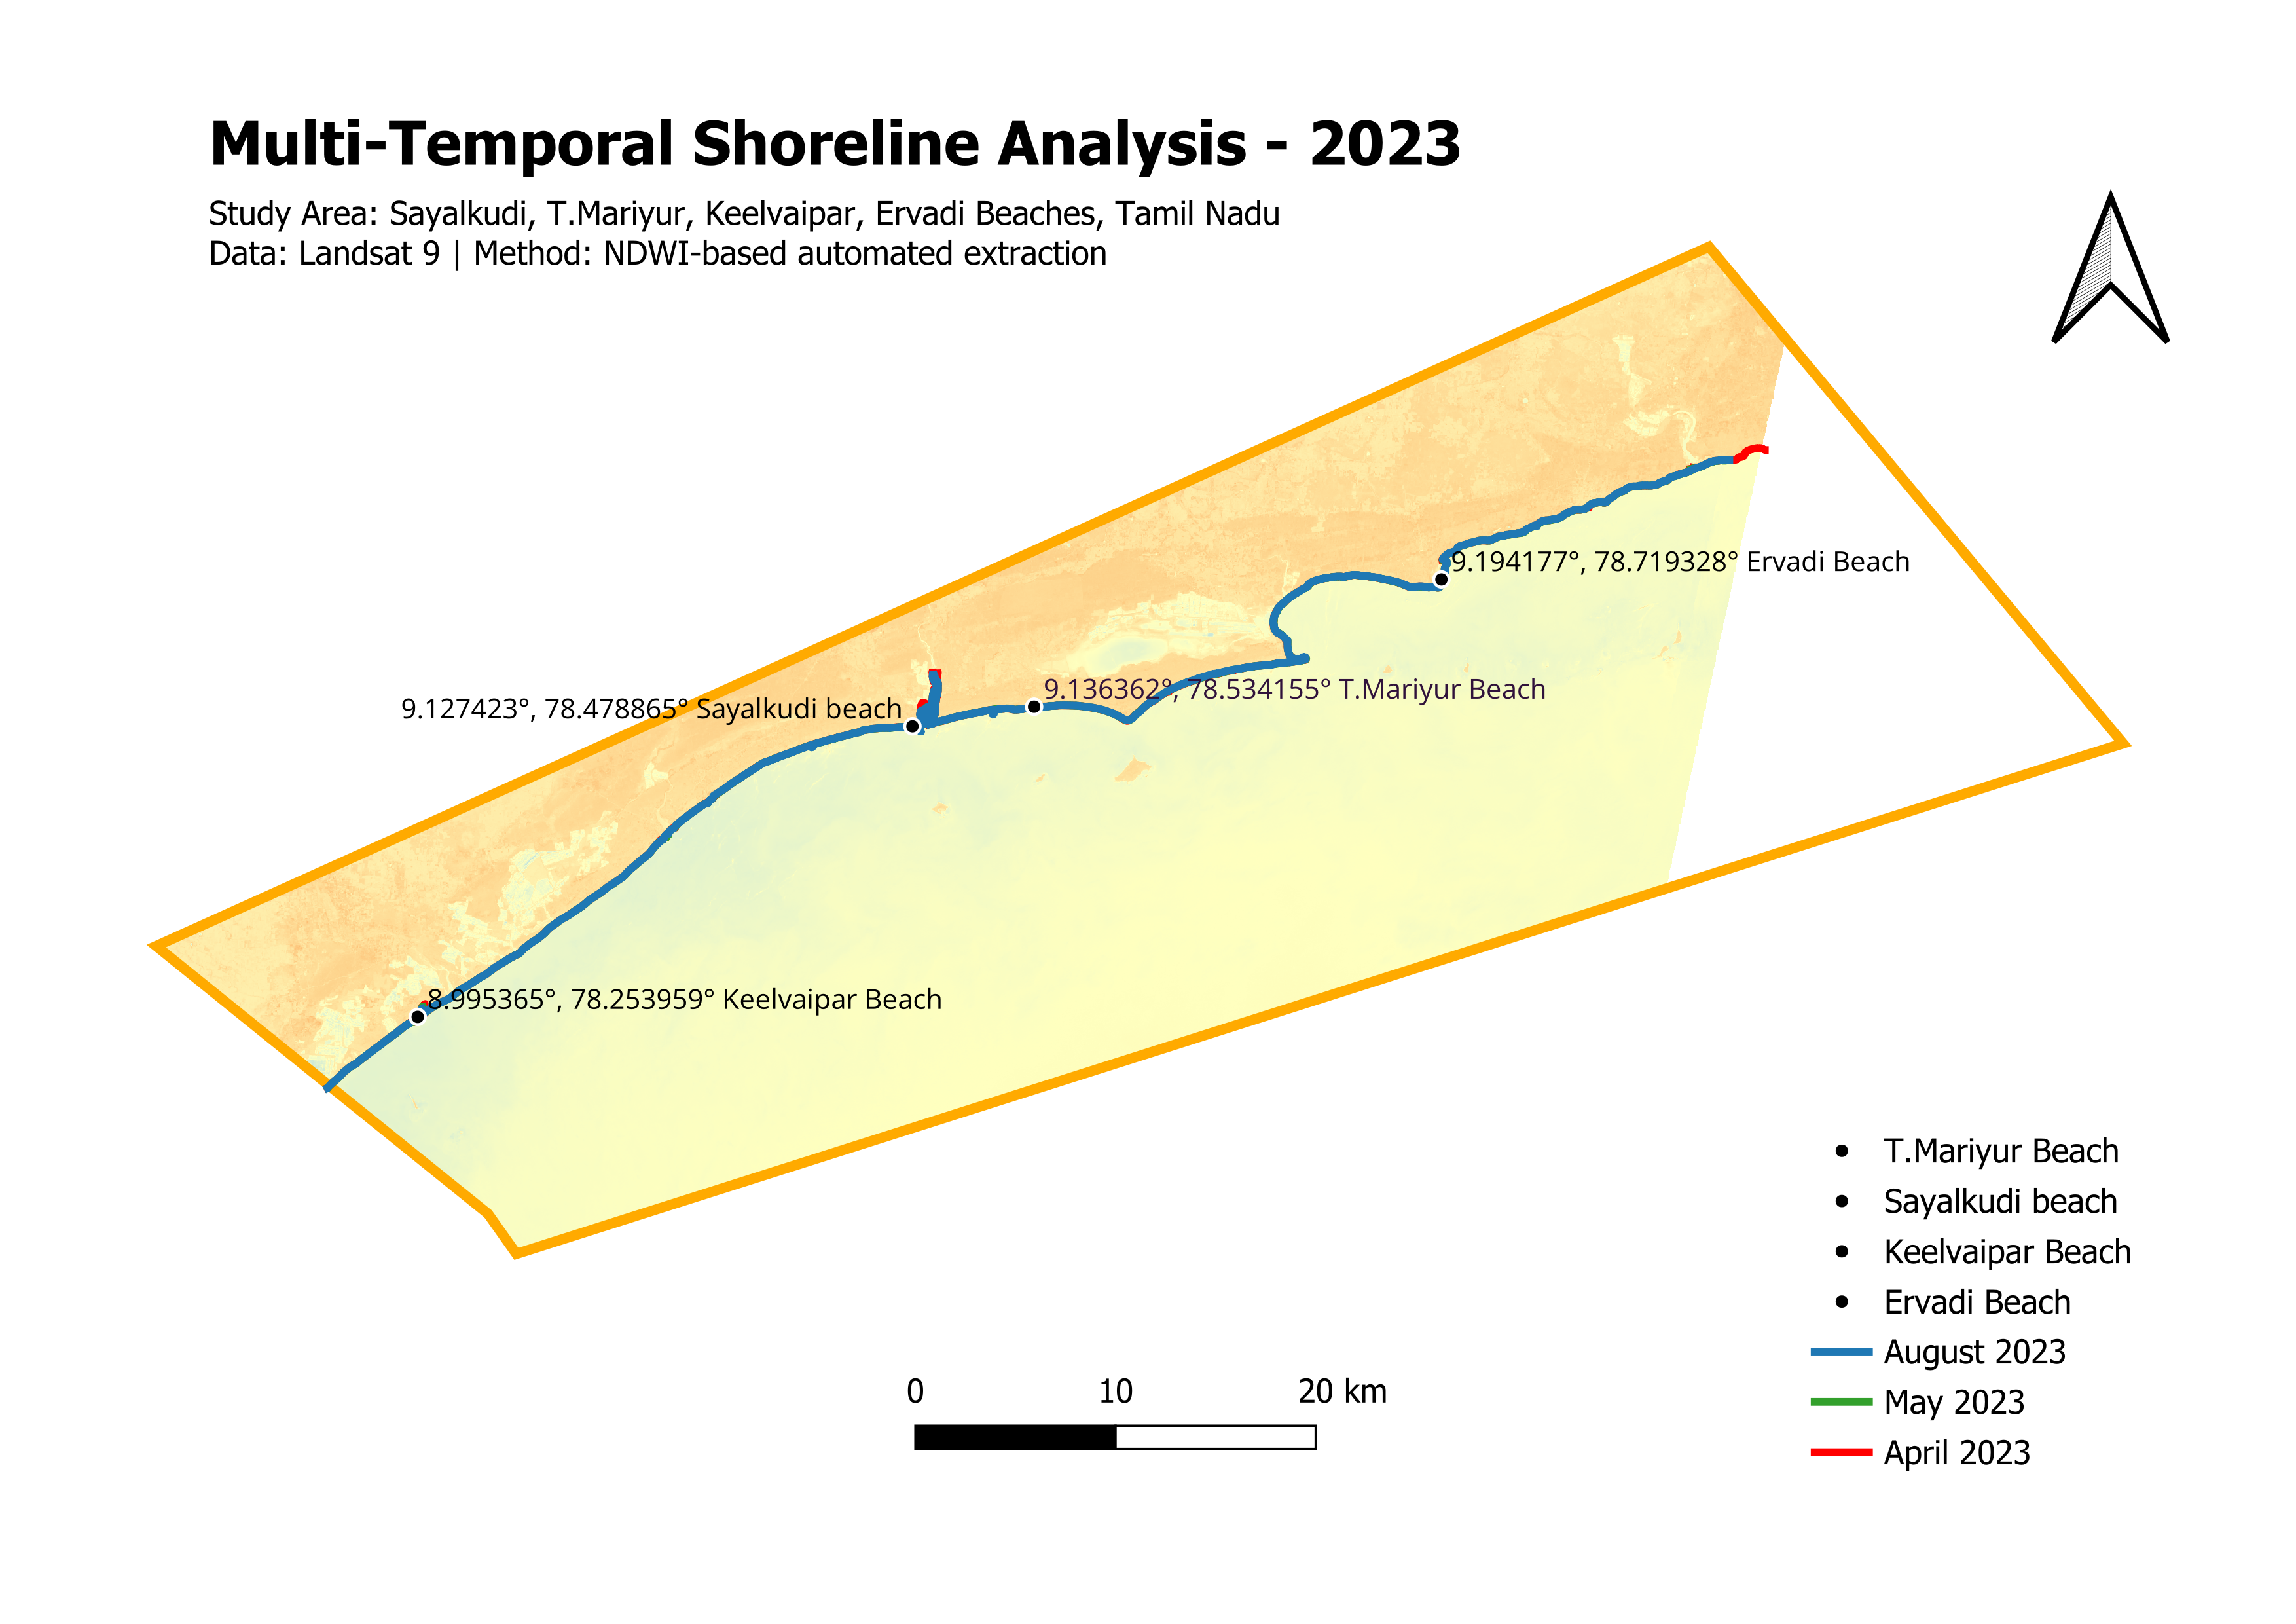 Multi-Temporal Shoreline Analysis - 2023
Study Area: Sayalkudi, T.Mariyur, Keelvaipar, Ervadi Beaches, Tamil Nadu
Data: Landsat 9 | Method: NDWI-based automated extraction
9.194177°, 78.719328° Ervadi Beach
9.136362°, 78.534155° T.Mariyur Beach
9.127423°, 78.478865° Sayalkudi beach
8.995365°, 78.253959° Keelvaipar Beach
T.Mariyur Beach
Sayalkudi beach
Keelvaipar Beach
Ervadi Beach
August 2023
May 2023
April 2023
0 10 20 km